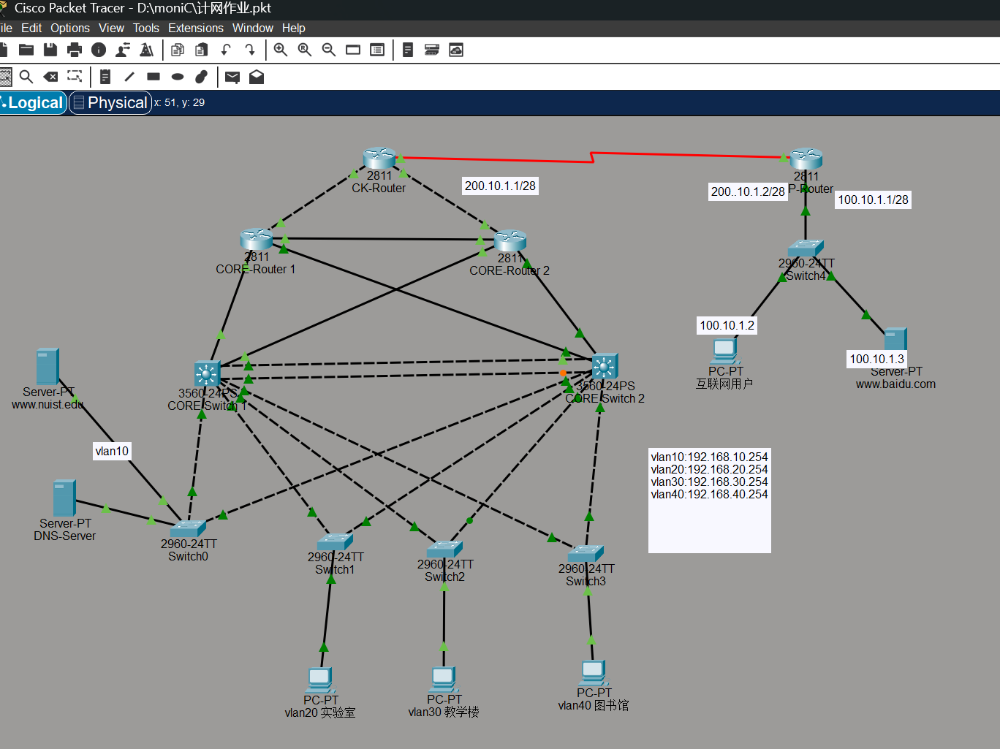 Cisco Packet Tracer - D:\moniC\计网作业.pkt
ile Edit Options View Tools Extensions Window Help
Logical Physical x: 51, y: 29
2811
CK-Router
200.10.1.1/28
2811
P-Router
200..10.1.2/28
100.10.1.1/28
2811
CORE-Router 1
2811
CORE-Router 2
2960-24TT
Switch4
100.10.1.2
PC-PT
互联网用户
100.10.1.3
Server-PT
www.baidu.com
Server-PT
www.nuist.edu
3560-24PS
CORE Switch 1
3560-24PS
CORE Switch 2
vlan10
vlan10:192.168.10.254
vlan20:192.168.20.254
vlan30:192.168.30.254
vlan40:192.168.40.254
Server-PT
DNS-Server
2960-24TT
Switch0
2960-24TT
Switch1
2960-24TT
Switch2
2960-24TT
Switch3
PC-PT
vlan20 实验室
PC-PT
vlan30 教学楼
PC-PT
vlan40 图书馆